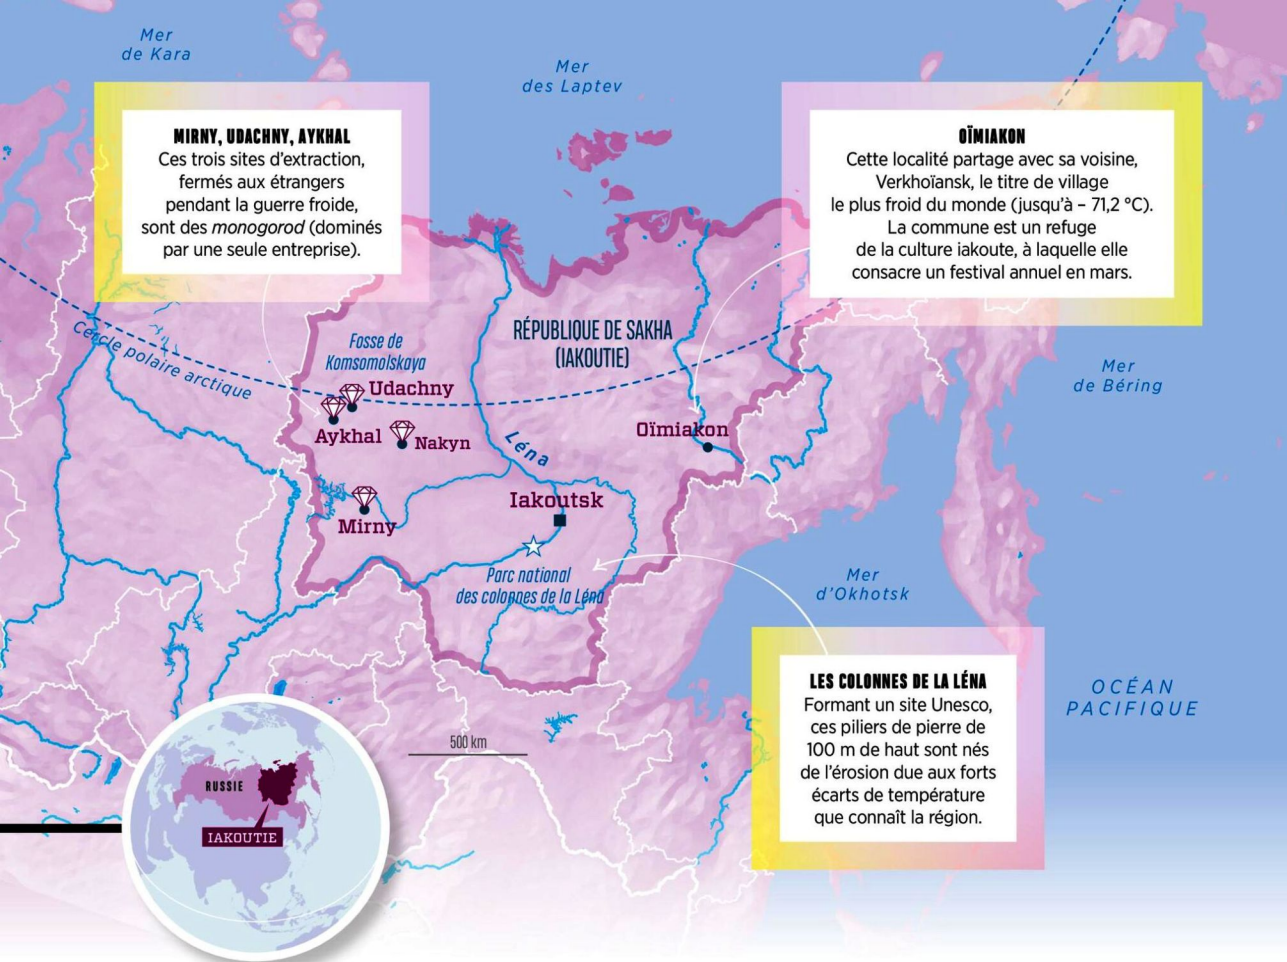 Mer
de Kara
Mer
des Laptev
MIRNY, UDACHNY, AYKHAL
Ces trois sites d'extraction,
fermés aux étrangers
pendant la guerre froide,
sont des monogorod (dominés
par une seule entreprise).
OÏMIAKON
Cette localité partage avec sa voisine,
Verkhoïansk, le titre de village
le plus froid du monde (jusqu'à – 71,2 °C).
La commune est un refuge
de la culture iakoute, à laquelle elle
consacre un festival annuel en mars.
Cercle polaire arctique
Fosse de
Komsomolskaya
RÉPUBLIQUE DE SAKHA
(IAKOUTIE)
Mer
de Béring
Udachny
Aykhal
Nakyn
Oïmiakon
Léna
Iakoutsk
Mirny
Parc national
des colonnes de la Léna
Mer
d'Okhotsk
LES COLONNES DE LA LÉNA
Formant un site Unesco,
ces piliers de pierre de
100 m de haut sont nés
de l'érosion due aux forts
écarts de température
que connaît la région.
OCÉAN
PACIFIQUE
500 km
RUSSIE
IAKOUTIE